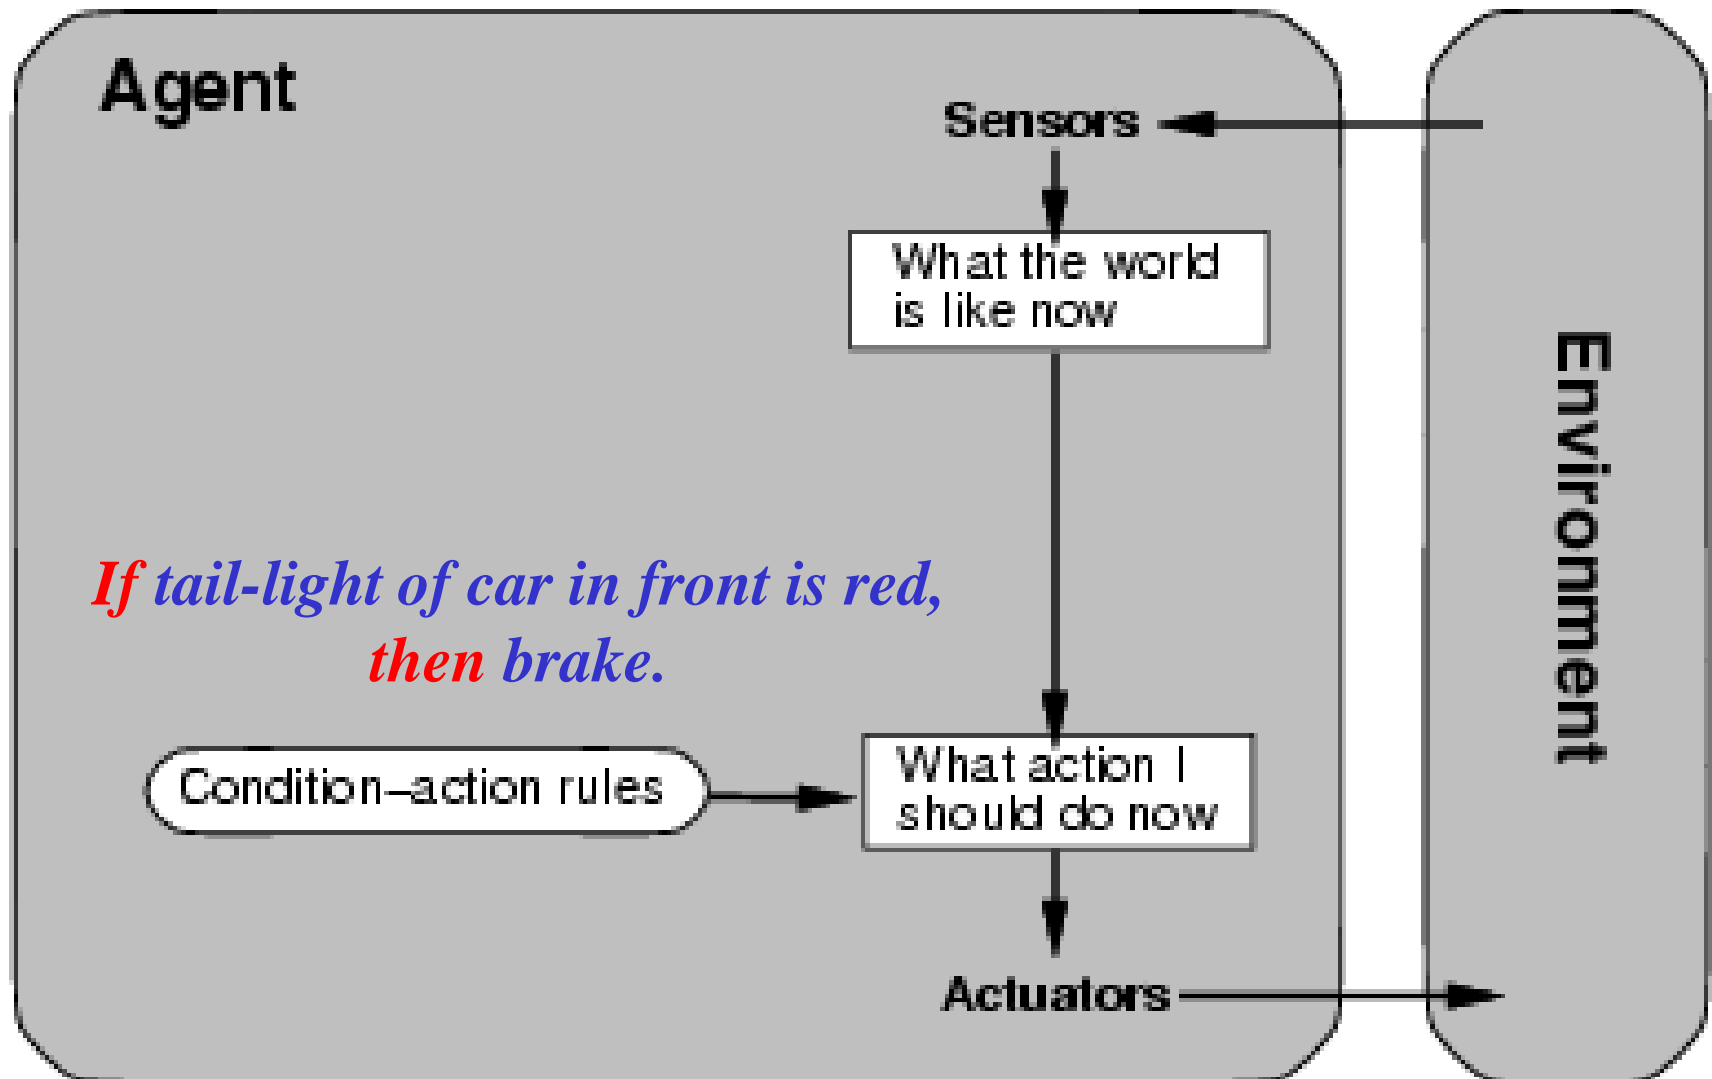 Agent
Sensors
What the world
is like now
Environment
If tail-light of car in front is red,
then brake.
Condition–action rules
What action I
should do now
Actuators